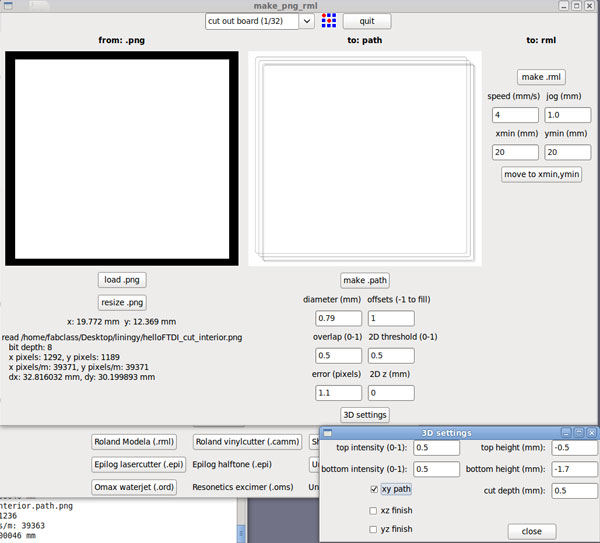 make_png_rml
cut out board (1/32)
quit
from: .png
to: path
to: rml
make .rml
speed (mm/s) jog (mm)
4 1.0
xmin (mm) ymin (mm)
20 20
move to xmin,ymin
load .png
resize .png
x: 19.772 mm y: 12.369 mm
read /home/fabclass/Desktop/liningy/helloFTDI_cut_interior.png
bit depth: 8
x pixels: 1292, y pixels: 1189
x pixels/m: 39371, y pixels/m: 39371
dx: 32.816032 mm, dy: 30.199893 mm
make .path
diameter (mm) offsets (-1 to fill)
0.79 1
overlap (0-1) 2D threshold (0-1)
0.5 0.5
error (pixels) 2D z (mm)
1.1 0
3D settings
Roland Modela (.rml) Roland vinylcutter (.camm)
Epilog lasercutter (.epi) Epilog halftone (.epi)
Omax waterjet (.ord) Resonetics excimer (.oms)
nterior.path.png
1236
s/m: 39363
00046 mm
3D settings
top intensity (0-1): 0.5 top height (mm): -0.5
bottom intensity (0-1): 0.5 bottom height (mm): -1.7
xy path cut depth (mm): 0.5
xz finish
yz finish
close